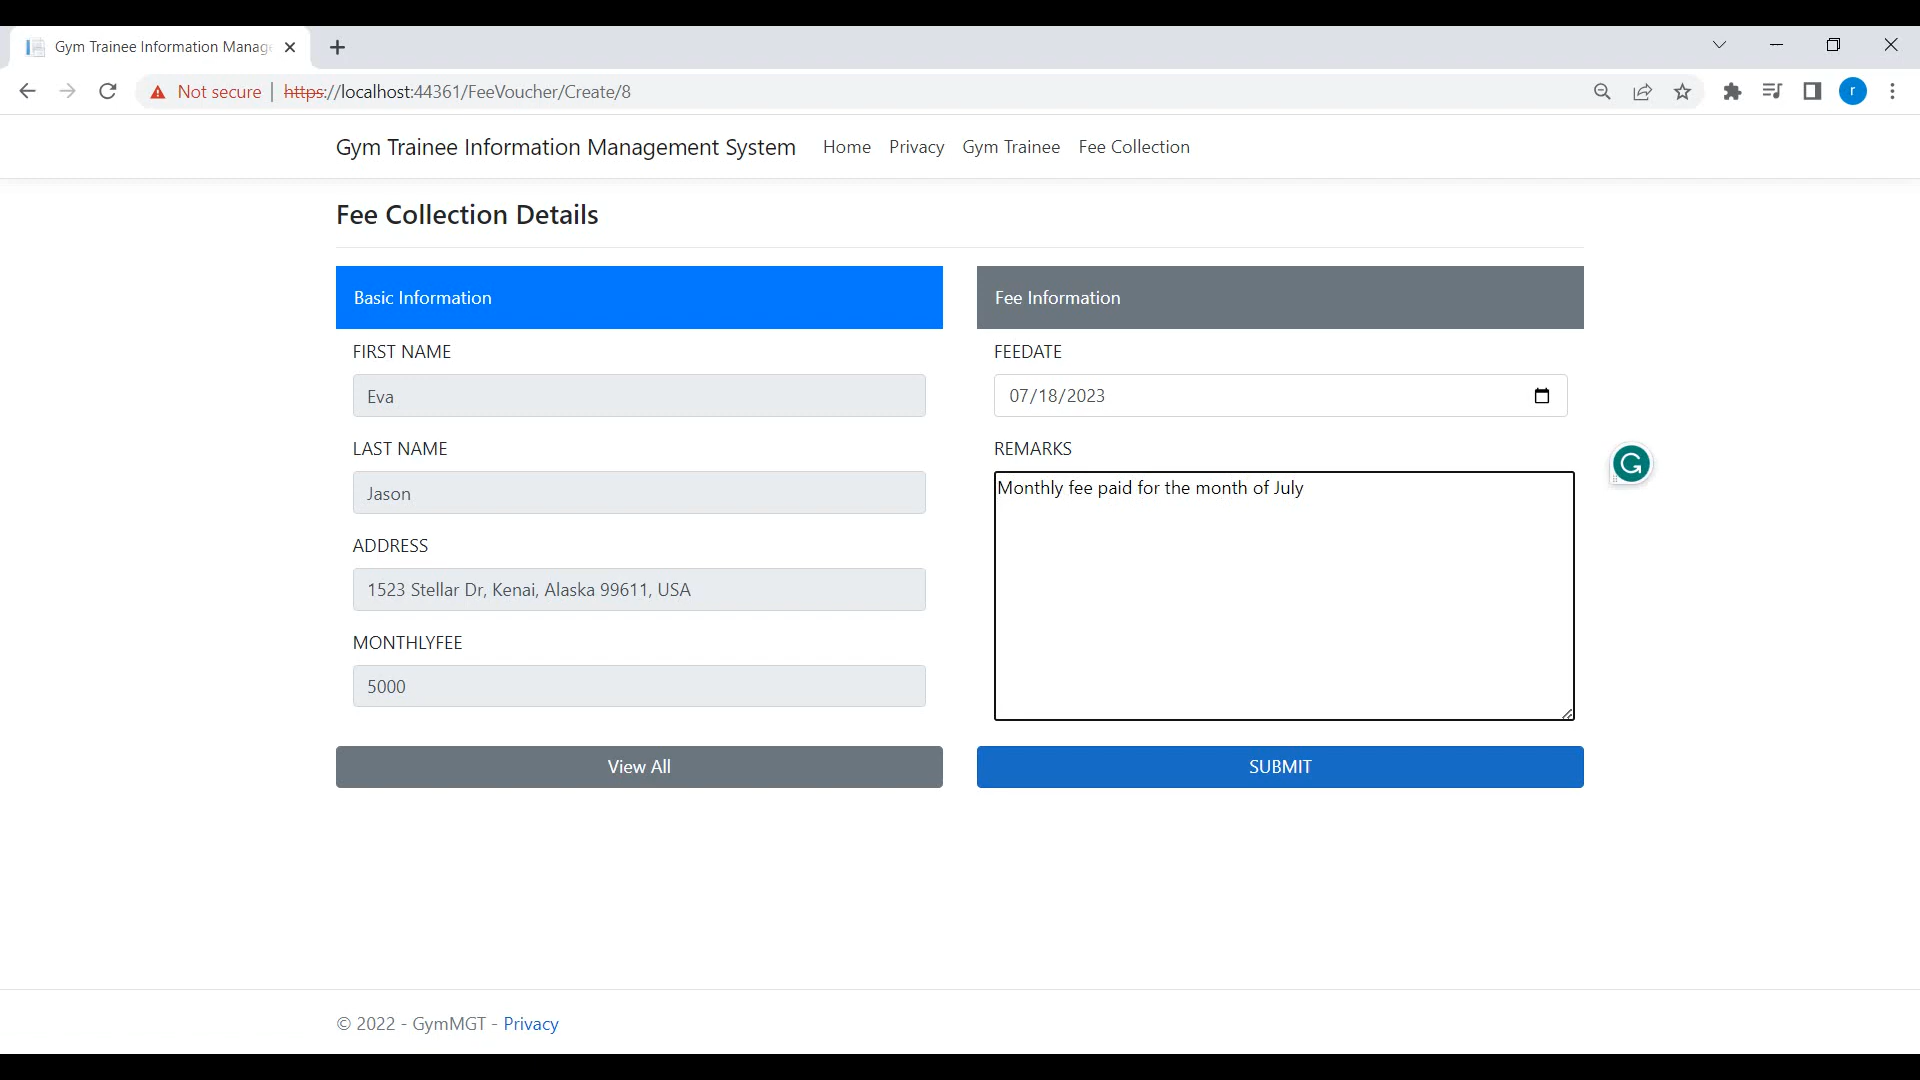 Gym Trainee Information Manag
Not secure | https://localhost:44361/FeeVoucher/Create/8
r
Gym Trainee Information Management System Home Privacy Gym Trainee Fee Collection
Fee Collection Details
Basic Information
FIRST NAME
Eva
LAST NAME
Jason
ADDRESS
1523 Stellar Dr, Kenai, Alaska 99611, USA
MONTHLYFEE
5000
View All
Fee Information
FEEDATE
07/18/2023
REMARKS
Monthly fee paid for the month of July
SUBMIT
© 2022 - GymMGT - Privacy